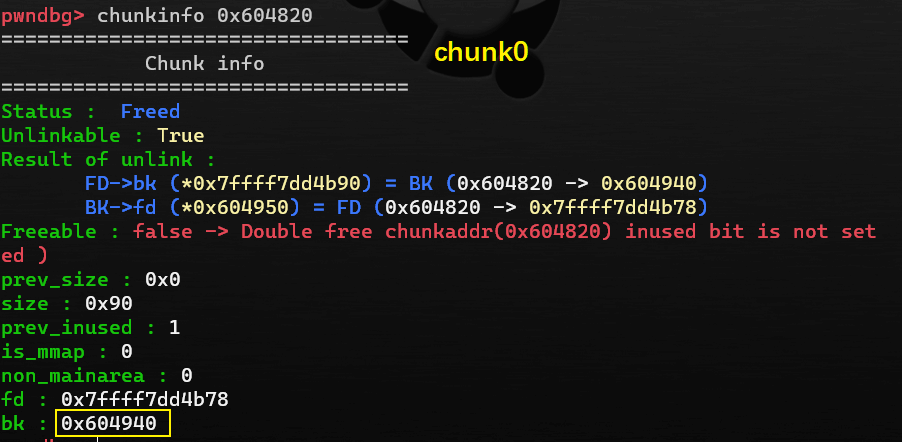 pwndbg> chunkinfo 0x604820
==================================
chunk0
Chunk info
==================================
Status : Freed
Unlinkable : True
Result of unlink :
FD->bk (*0x7ffff7dd4b90) = BK (0x604820 -> 0x604940)
BK->fd (*0x604950) = FD (0x604820 -> 0x7ffff7dd4b78)
Freeable : false -> Double free chunkaddr(0x604820) inused bit is not set
ed )
prev_size : 0x0
size : 0x90
prev_inused : 1
is_mmap : 0
non_mainarea : 0
fd : 0x7ffff7dd4b78
bk : 0x604940